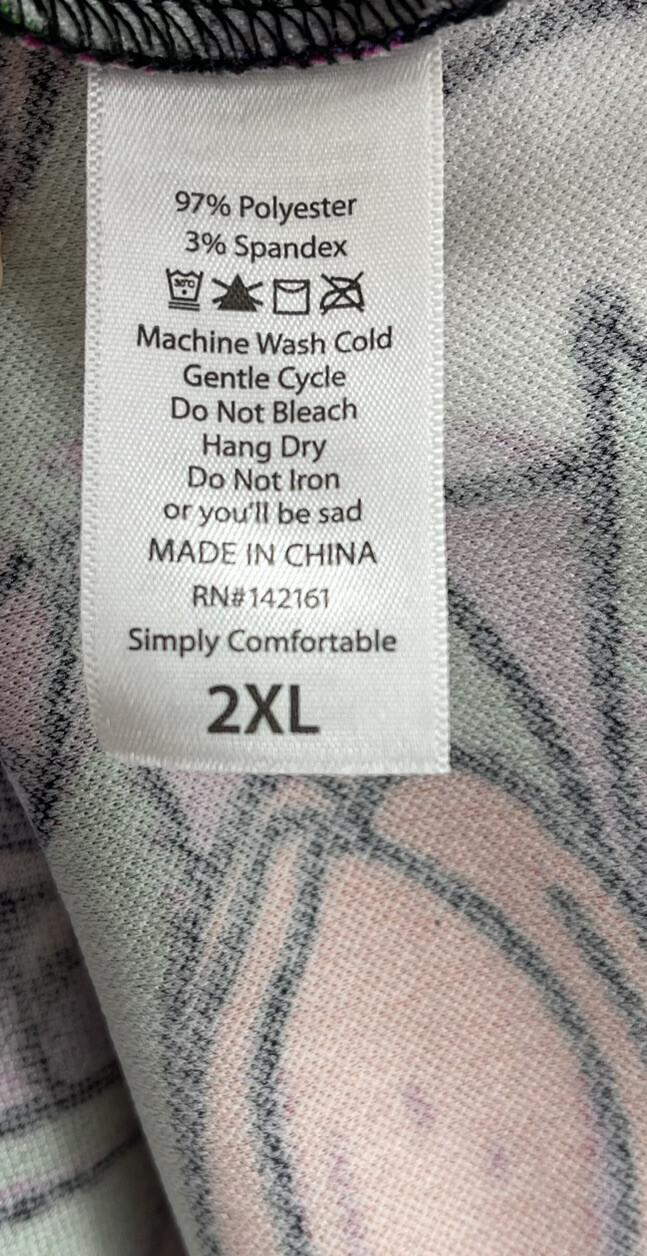 97% Polyester
3% Spandex
30°C
Machine Wash Cold
Gentle Cycle
Do Not Bleach
Hang Dry
Do Not Iron
or you'll be sad
MADE IN CHINA
RN#142161
Simply Comfortable
2XL